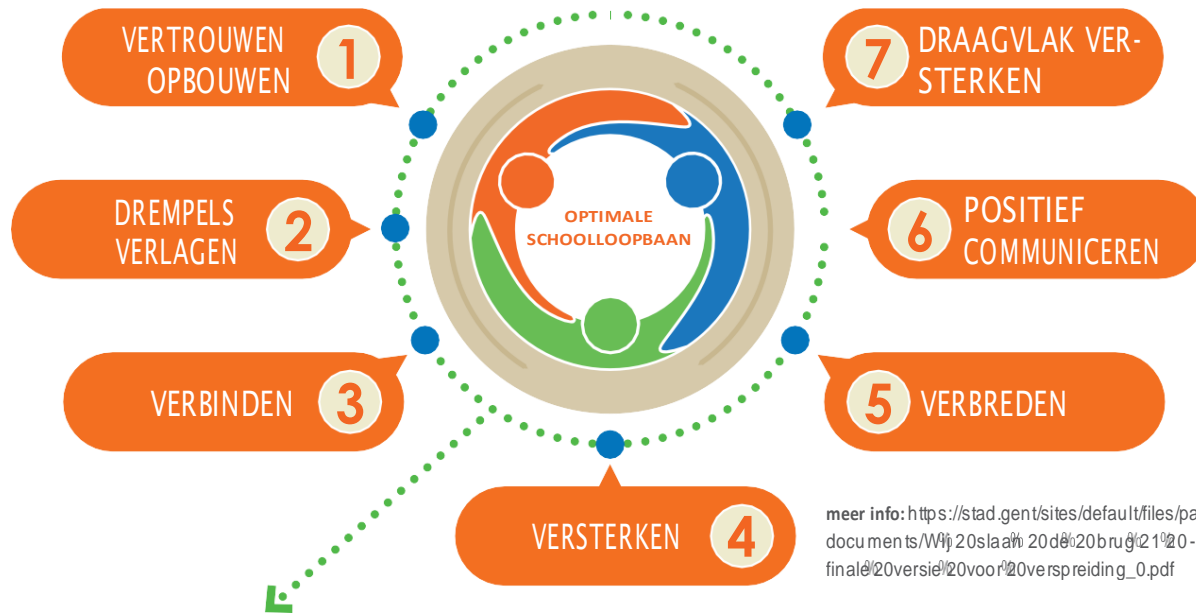 VERTROUWEN
OPBOUWEN
1
DREMPELS
VERLAGEN
2
VERBINDEN
3
VERSTERKEN
4
5
VERBREDEN
6
POSITIEF
COMMUNICEREN
7
DRAAGVLAK VER-
STERKEN
OPTIMALE
SCHOOLLOOPBAAN
meer info: https://stad.gent/sites/default/files/pa
documents/Wij%20slaan%20de%20brug%21%20-
finale%20versie%20voor%20verspreiding_0.pdf